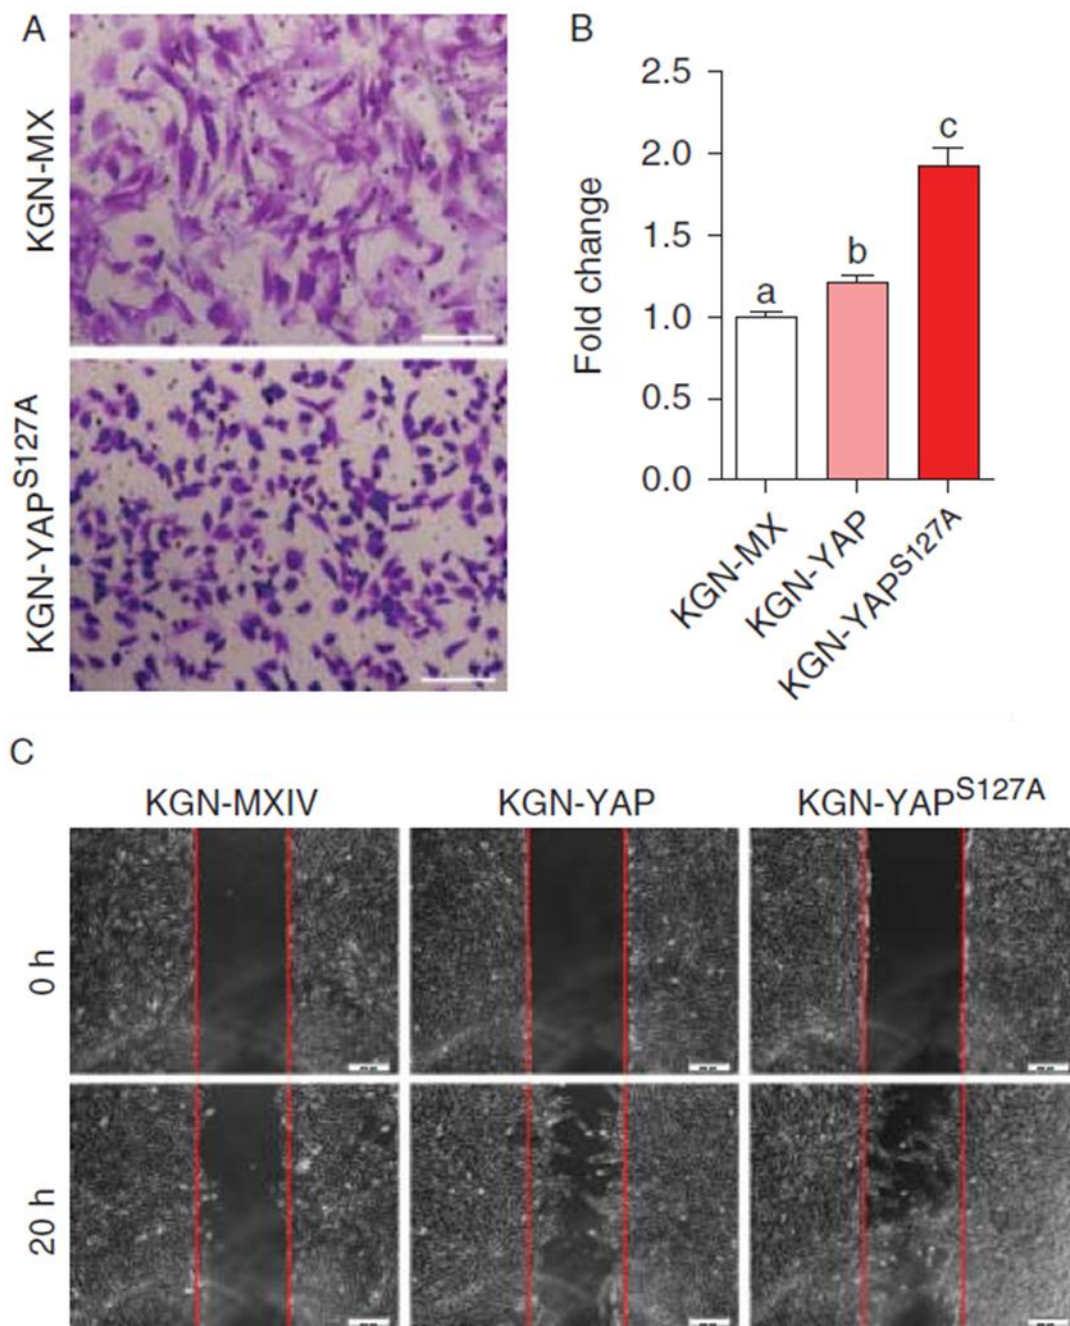 A
KGN-MX
KGN-YAPS127A
B
Fold change
2.5
2.0
1.5
1.0
0.5
0.0
a
b
c
KGN-MX
KGN-YAP
KGN-YAPS127A
C
KGN-MXIV
KGN-YAP
KGN-YAPS127A
0 h
20 h